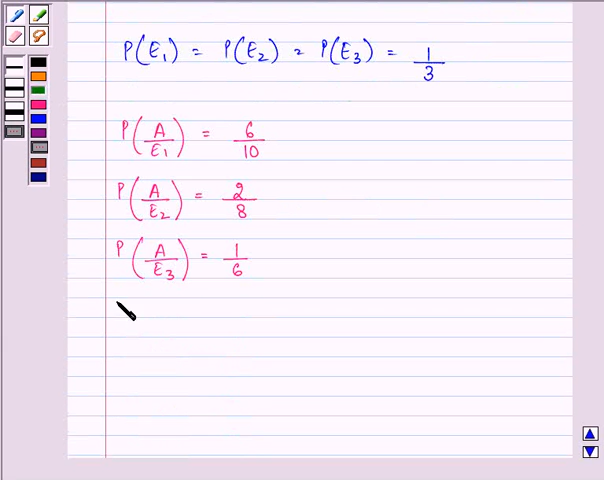 P(E₁) = P(E₂) = P(E₃) = 1/3
P(A/E₁) = 6/10
P(A/E₂) = 2/8
P(A/E₃) = 1/6